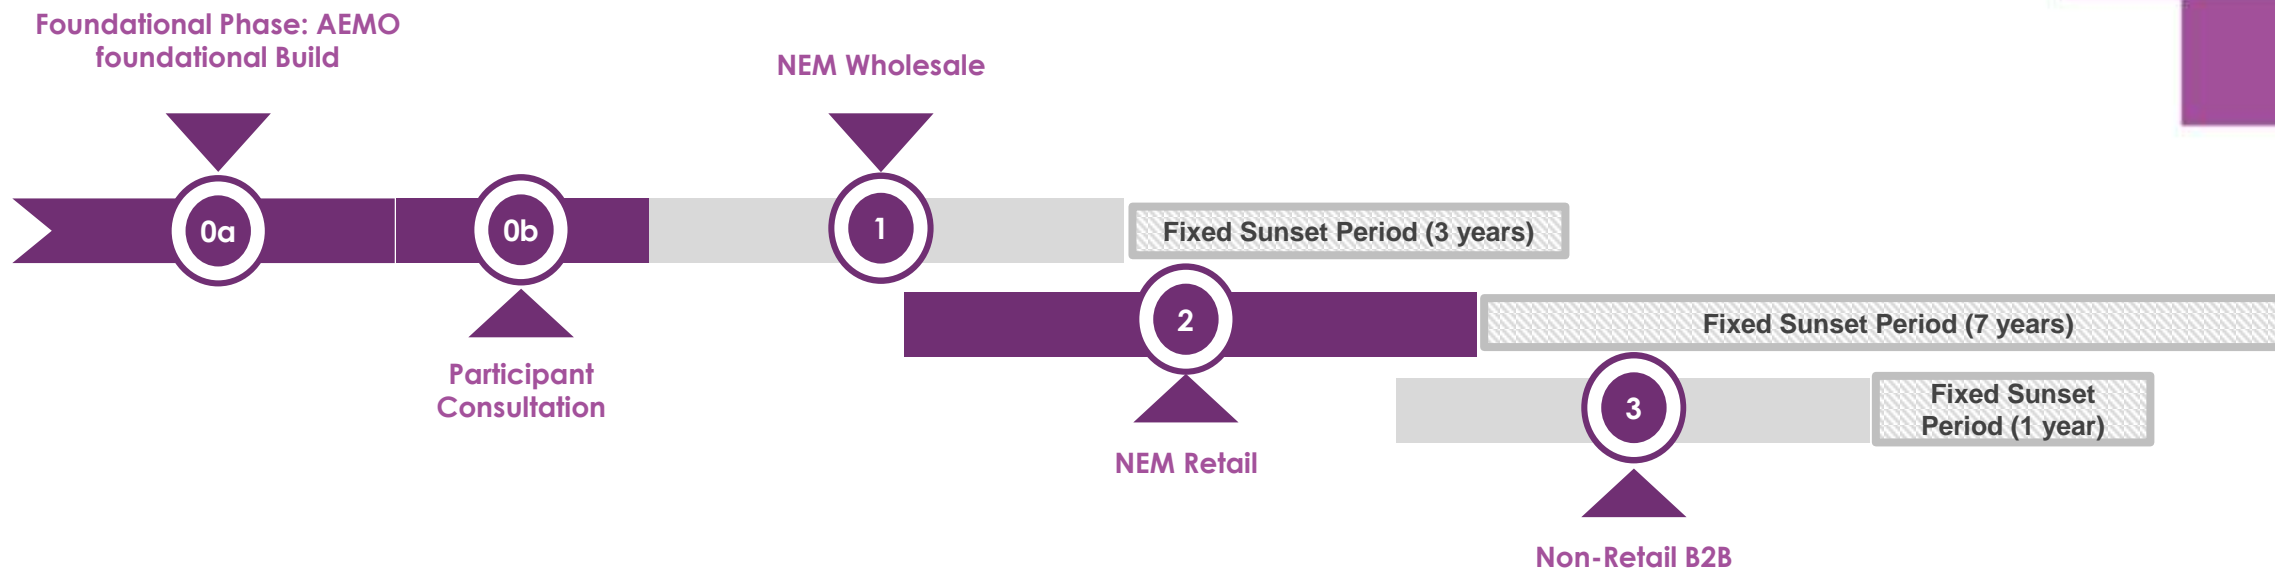 Foundational Phase: AEMO
foundational Build
NEM Wholesale
0a
0b
1
Fixed Sunset Period (3 years)
2
Fixed Sunset Period (7 years)
Participant
Consultation
3
Fixed Sunset
Period (1 year)
NEM Retail
Non-Retail B2B